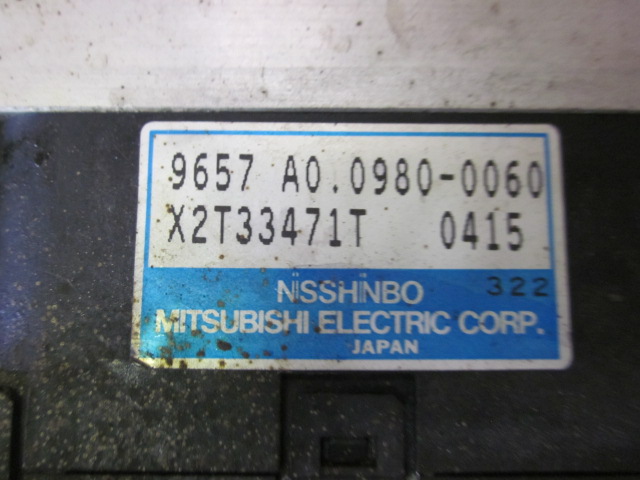 9657 A0.0980-0060
X2T33471T 0415
NISSHINBO 322
MITSUBISHI ELECTRIC CORP.
JAPAN